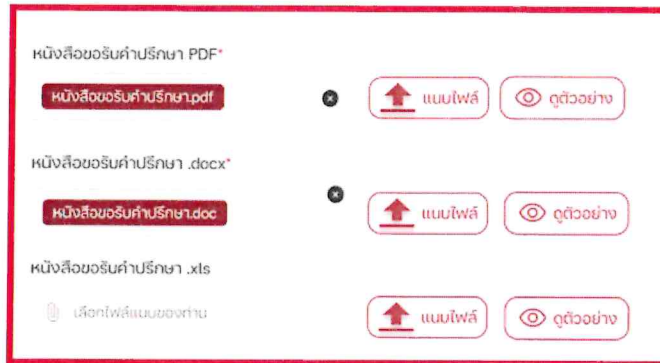 หนังสือขอรับคำปรึกษา PDF*
หนังสือขอรับคำปรึกษา.pdf แนบไฟล์ ดูตัวอย่าง
หนังสือขอรับคำปรึกษา .docx*
หนังสือขอรับคำปรึกษา.doc แนบไฟล์ ดูตัวอย่าง
หนังสือขอรับคำปรึกษา .xls
เลือกไฟล์แนบของท่าน แนบไฟล์ ดูตัวอย่าง